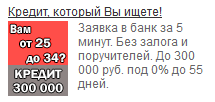 Кредит, который Вы ищете!
Вам
от 25
до 34?
КРЕДИТ
300 000
Заявка в банк за 5
минут. Без залога и
поручителей. До 300
000 руб. под 0% до 55
дней.